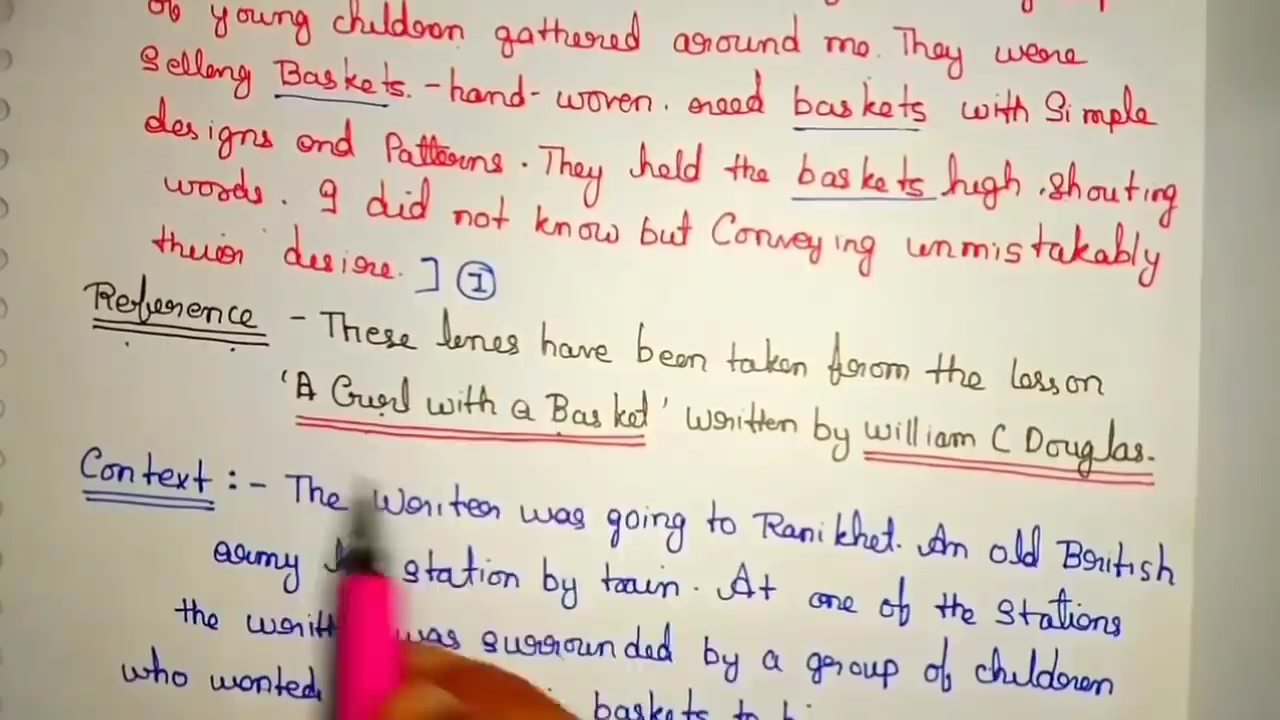 of young children gathered around me. They were
Selling Baskets. - hand - woven. reed baskets with Simple
designs and Patterns. They held the baskets high, shouting
words. I did not know but Conveying unmistakably
their desire. ] I
Reference - These lines have been taken from the lesson
'A Girl with a Basket' Written by William C Douglas.
Context :- The Writer was going to Ranikhet. An old British
army station by train. At one of the Stations
the was surrounded by a group of children
who wanted baskets to